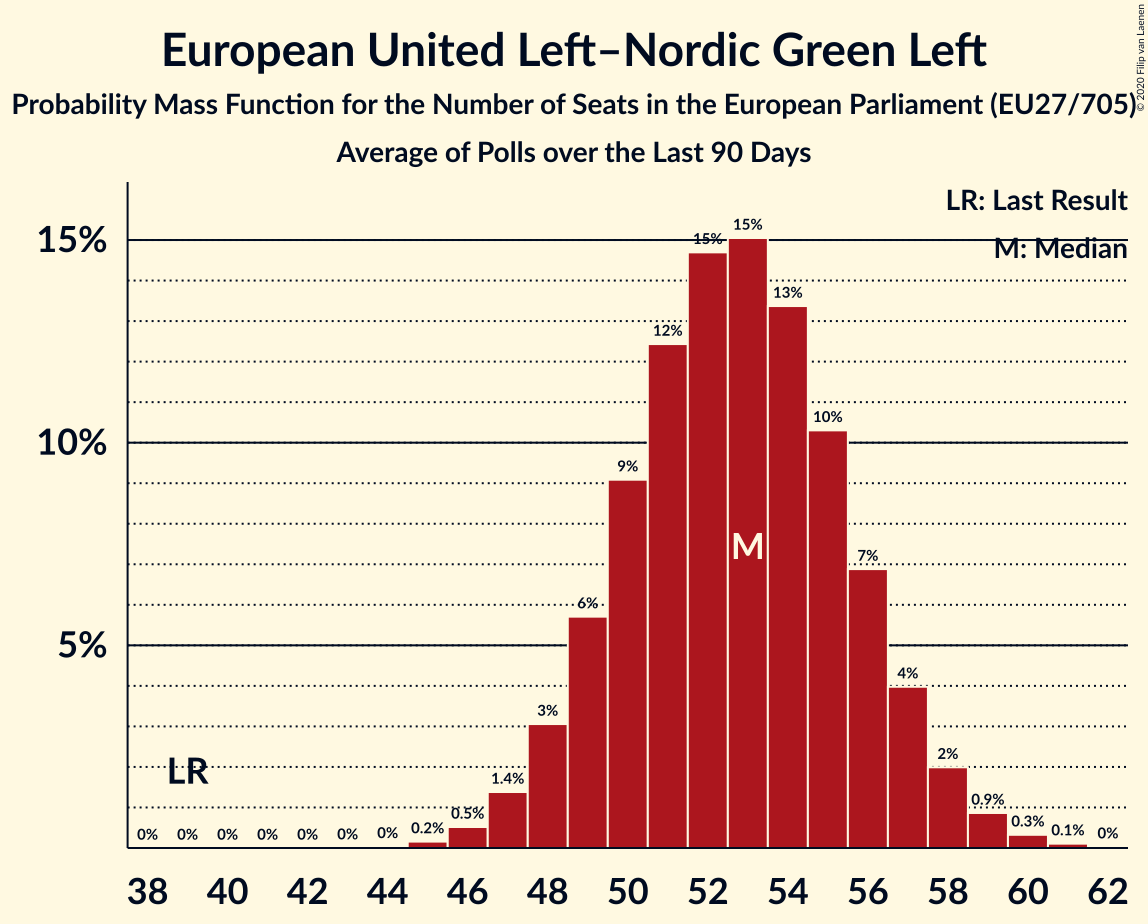 European United Left–Nordic Green Left
Probability Mass Function for the Number of Seats in the European Parliament (EU27/705)
Average of Polls over the Last 90 Days
© 2020 Filip van Laenen
LR: Last Result
M: Median
15%
10%
5%
0% 0% 0% 0% 0% 0% 0% 0.2% 0.5% 1.4% 3% 6% 9% 12% 15% 15% 13% 10% 7% 4% 2% 0.9% 0.3% 0.1% 0%
LR
M
38 40 42 44 46 48 50 52 54 56 58 60 62